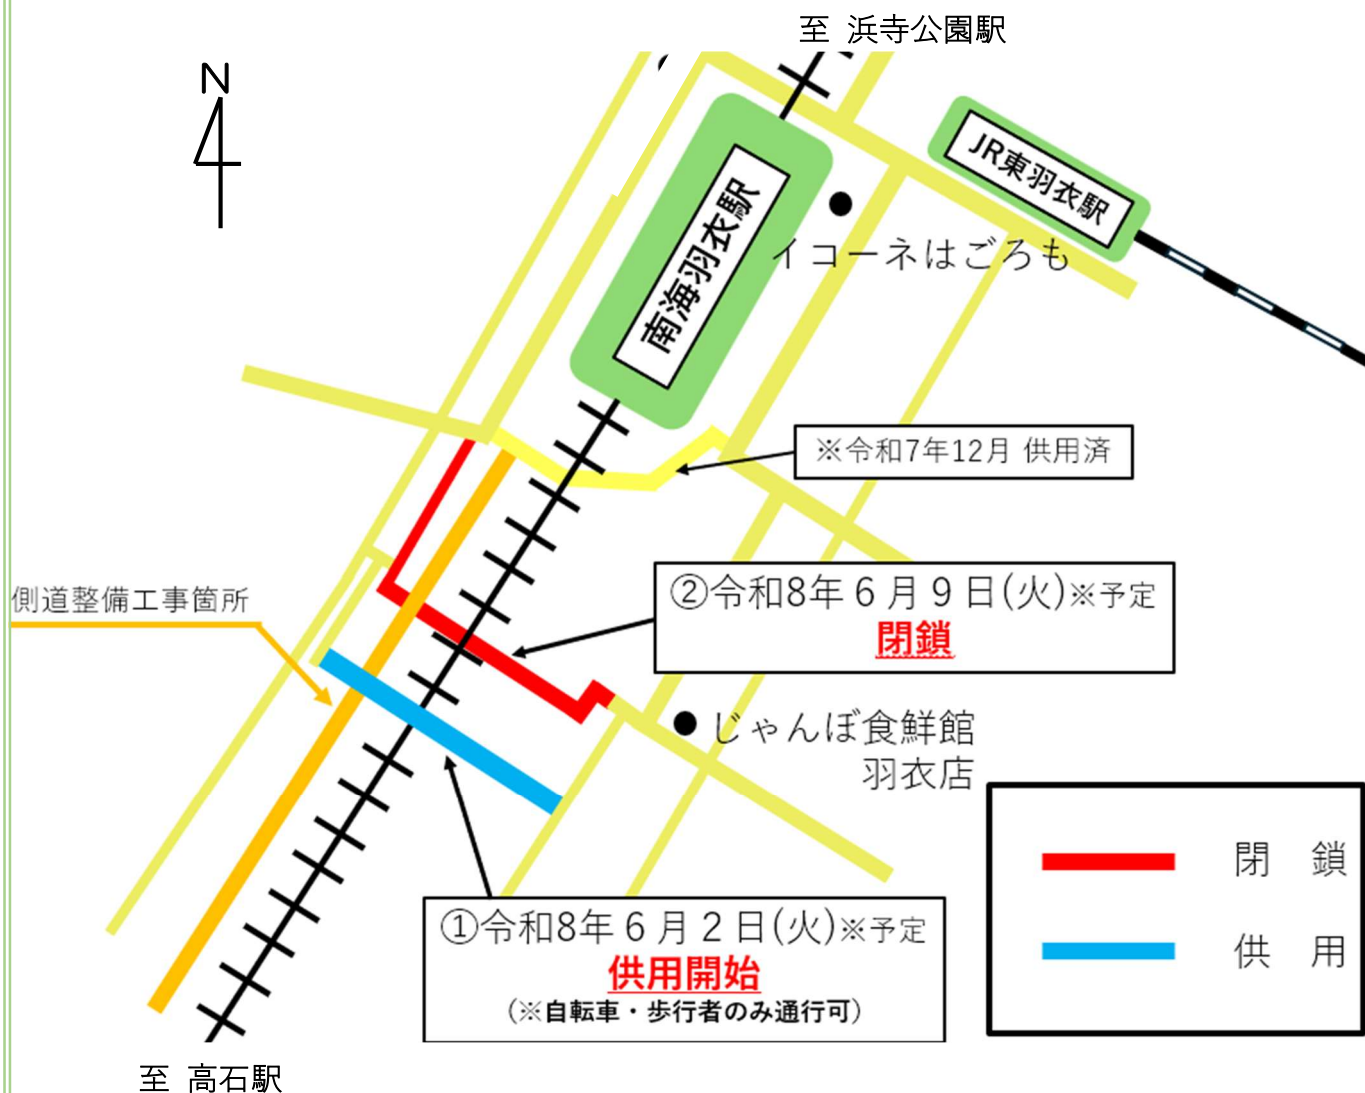 至 浜寺公園駅
N
JR東羽衣駅
南海羽衣駅
イコーネはごろも
※令和7年12月 供用済
②令和8年６月９日(火)※予定
閉鎖
側道整備工事箇所
じゃんぼ食鮮館
羽衣店
閉 鎖
供 用
①令和8年６月２日(火)※予定
供用開始
(※自転車・歩行者のみ通行可)
至 高石駅